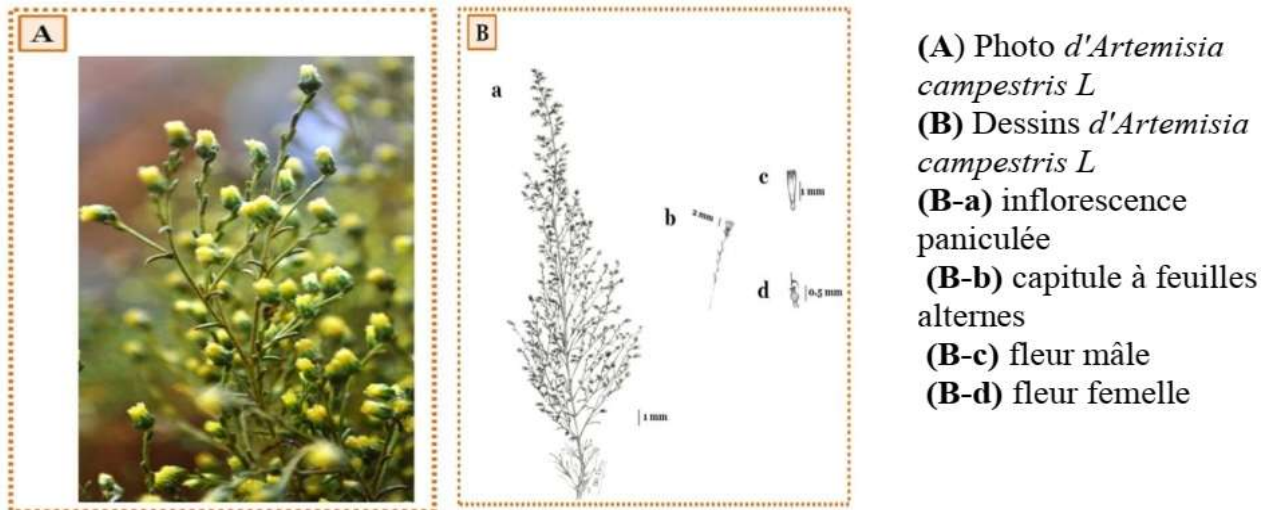 A
B
a
b
c
d
2 mm
1 mm
0.5 mm
1 mm
(A) Photo d'Artemisia
campestris L
(B) Dessins d'Artemisia
campestris L
(B-a) inflorescence
paniculée
(B-b) capitule à feuilles
alternes
(B-c) fleur mâle
(B-d) fleur femelle